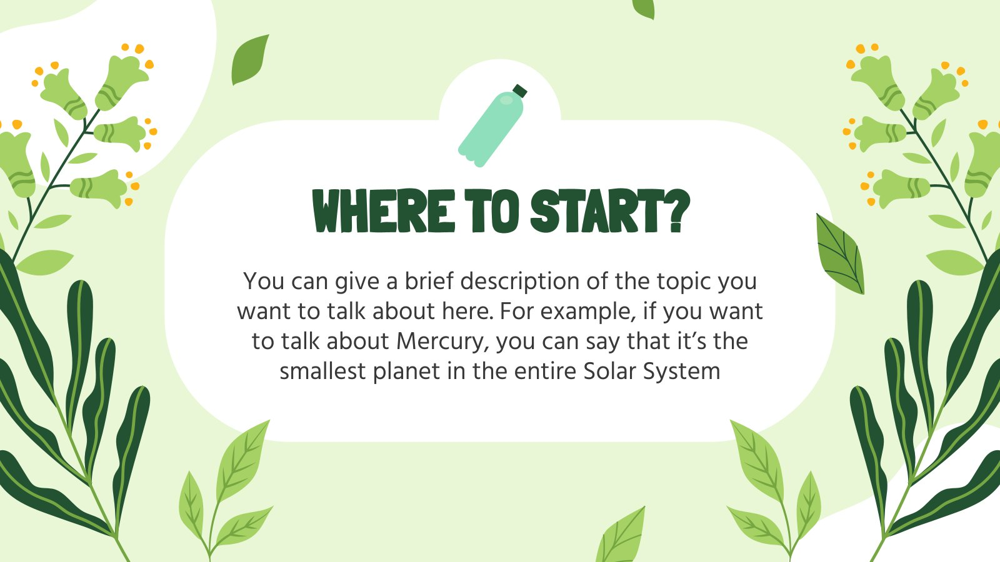 WHERE TO START?
You can give a brief description of the topic you
want to talk about here. For example, if you want
to talk about Mercury, you can say that it’s the
smallest planet in the entire Solar System